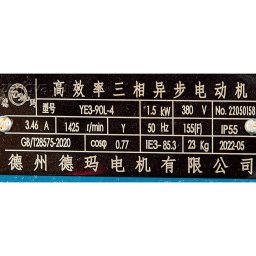 高效率三相异步电动机
德玛
型号 YE3-90L-4 1.5 kW 380 V No. 22050158
3.46 A 1425 r/min Y 50 Hz 155(F) IP55
GB/T28575-2020 cosφ 0.77 IE3- 85.3 23 Kg 2022-05
德州德玛电机有限公司